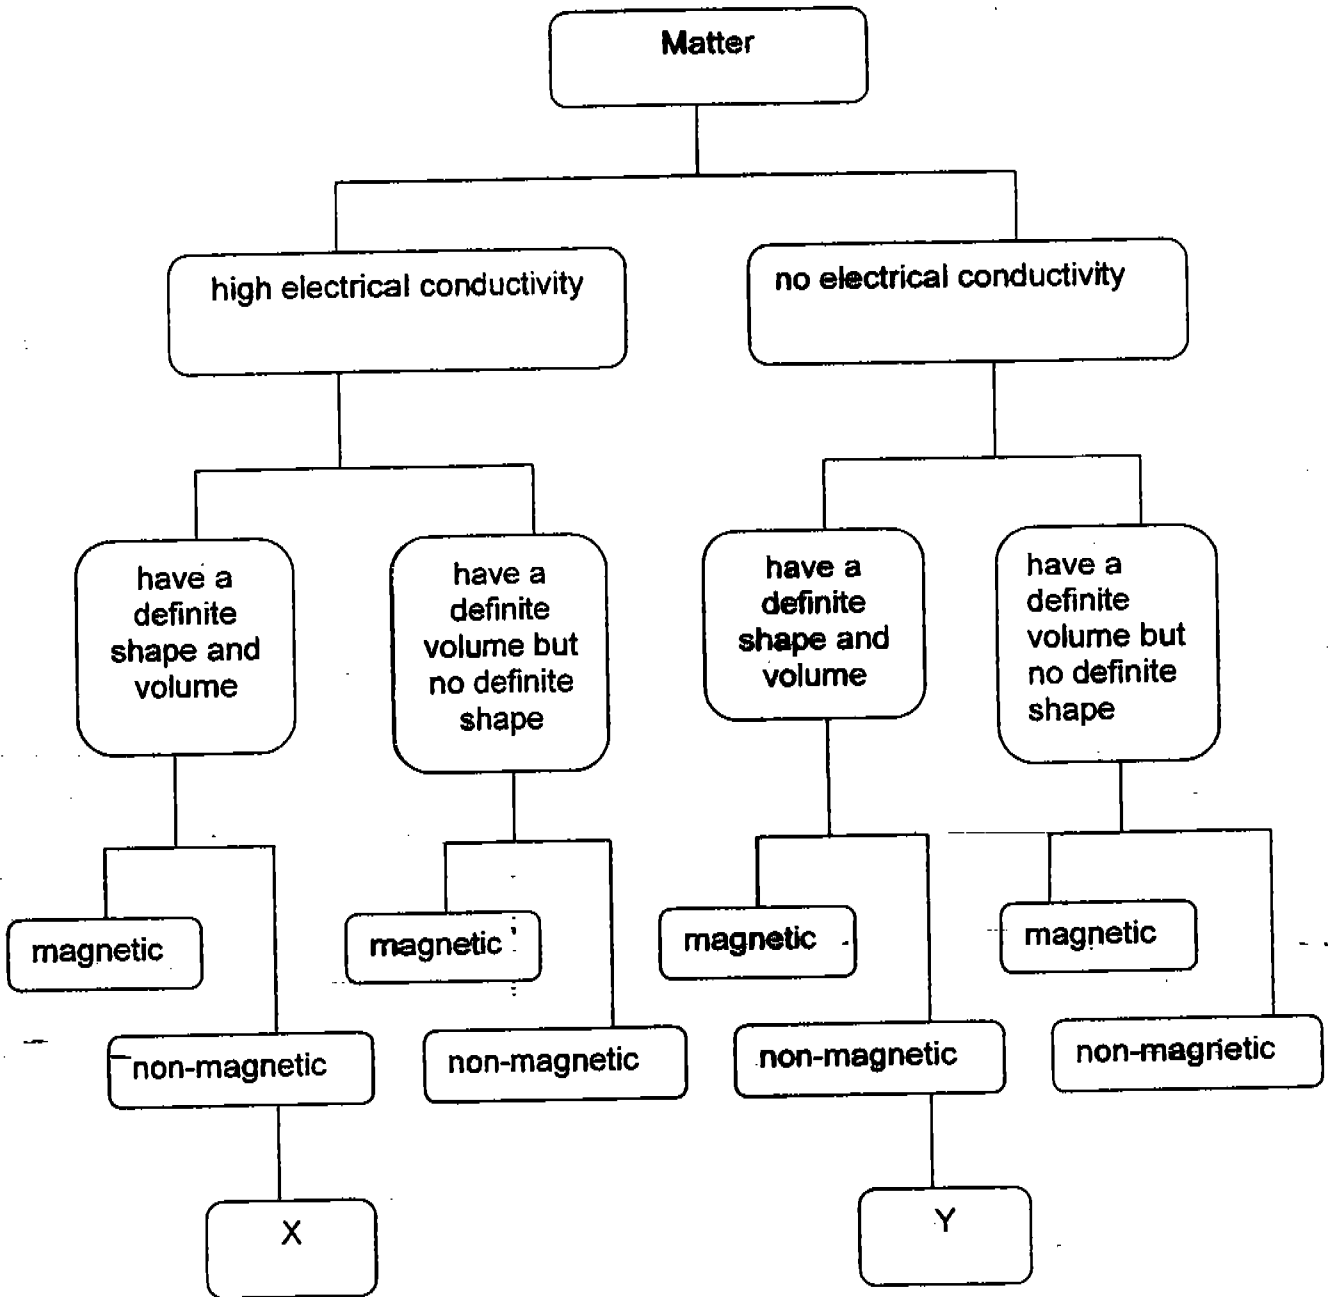 Matter
high electrical conductivity
no electrical conductivity
have a
definite
shape and
volume
have a
definite
volume but
no definite
shape
have a
definite
shape and
volume
have a
definite
volume but
no definite
shape
magnetic
magnetic
magnetic
magnetic
non-magnetic
non-magnetic
non-magnetic
non-magnetic
X
Y